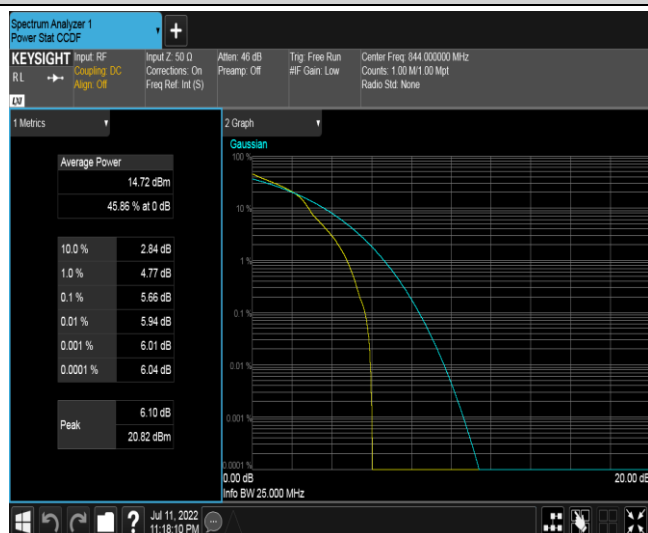 Spectrum Analyzer 1
Power Stat CCDF
KEYSIGHT
RL
LXI
Input: RF
Coupling: DC
Align: Off
Input Z: 50 Ω
Corrections: On
Freq Ref: Int (S)
Atten: 46 dB
Preamp: Off
Trig: Free Run
#IF Gain: Low
Center Freq: 844.000000 MHz
Counts: 1.00 M/1.00 Mpt
Radio Std: None
1 Metrics
Average Power
14.72 dBm
45.86 % at 0 dB
10.0 % 2.84 dB
1.0 % 4.77 dB
0.1 % 5.66 dB
0.01 % 5.94 dB
0.001 % 6.01 dB
0.0001 % 6.04 dB
Peak
6.10 dB
20.82 dBm
2 Graph
Gaussian
100 %
10 %
1 %
0.1 %
0.01 %
0.001 %
0.0001 %
0.00 dB
20.00 dB
Info BW 25.000 MHz
?
Jul 11, 2022
11:18:10 PM